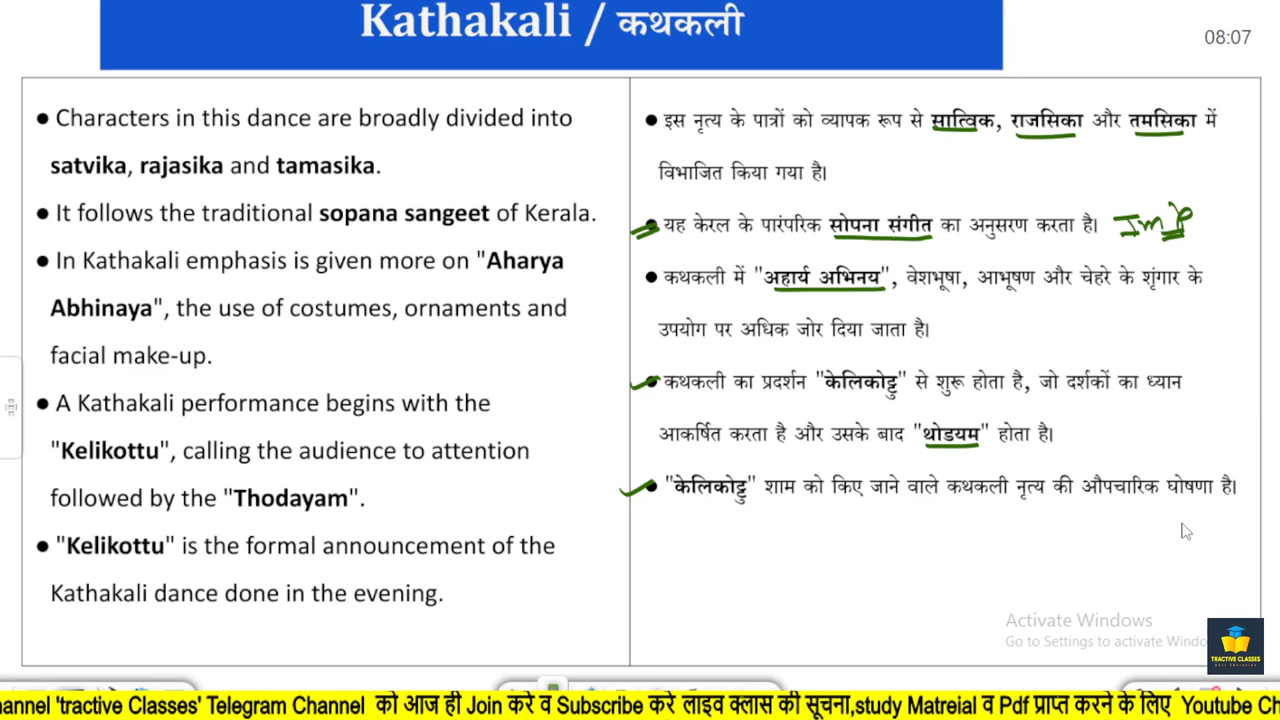 Kathakali / कथकली
08:07
● Characters in this dance are broadly divided into
satvika, rajasika and tamasika.
● It follows the traditional sopana sangeet of Kerala.
● In Kathakali emphasis is given more on "Aharya
Abhinaya", the use of costumes, ornaments and
facial make-up.
● A Kathakali performance begins with the
"Kelikottu", calling the audience to attention
followed by the "Thodayam".
● "Kelikottu" is the formal announcement of the
Kathakali dance done in the evening.
● इस नृत्य के पात्रों को व्यापक रूप से सात्विक, राजसिका और तमसिका में
विभाजित किया गया है।
● यह केरल के पारंपरिक सोपना संगीत का अनुसरण करता है। Imp
● कथकली में "अहार्य अभिनय", वेशभूषा, आभूषण और चेहरे के शृंगार के
उपयोग पर अधिक जोर दिया जाता है।
● कथकली का प्रदर्शन "केलिकोट्टु" से शुरू होता है, जो दर्शकों का ध्यान
आकर्षित करता है और उसके बाद "थोडयम" होता है।
● "केलिकोट्टु" शाम को किए जाने वाले कथकली नृत्य की औपचारिक घोषणा है।
Activate Windows
Go to Settings to activate Windo
TRACTIVE CLASSES
hannel 'tractive Classes' Telegram Channel को आज ही Join करे व Subscribe करे लाइव क्लास की सूचना,study Matreial व Pdf प्राप्त करने के लिए Youtube Ch